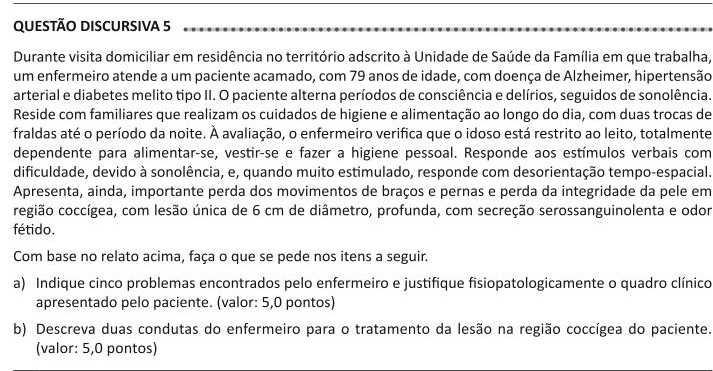 QUESTÃO DISCURSIVA 5
Durante visita domiciliar em residência no território adscrito à Unidade de Saúde da Família em que trabalha,
um enfermeiro atende a um paciente acamado, com 79 anos de idade, com doença de Alzheimer, hipertensão
arterial e diabetes melito tipo II. O paciente alterna períodos de consciência e delírios, seguidos de sonolência.
Reside com familiares que realizam os cuidados de higiene e alimentação ao longo do dia, com duas trocas de
fraldas até o período da noite. À avaliação, o enfermeiro verifica que o idoso está restrito ao leito, totalmente
dependente para alimentar-se, vestir-se e fazer a higiene pessoal. Responde aos estímulos verbais com
dificuldade, devido à sonolência, e, quando muito estimulado, responde com desorientação tempo-espacial.
Apresenta, ainda, importante perda dos movimentos de braços e pernas e perda da integridade da pele em
região coccígea, com lesão única de 6 cm de diâmetro, profunda, com secreção serossanguinolenta e odor
fétido.
Com base no relato acima, faça o que se pede nos itens a seguir.
a) Indique cinco problemas encontrados pelo enfermeiro e justifique fisiopatologicamente o quadro clínico
apresentado pelo paciente. (valor: 5,0 pontos)
b) Descreva duas condutas do enfermeiro para o tratamento da lesão na região coccígea do paciente.
(valor: 5,0 pontos)